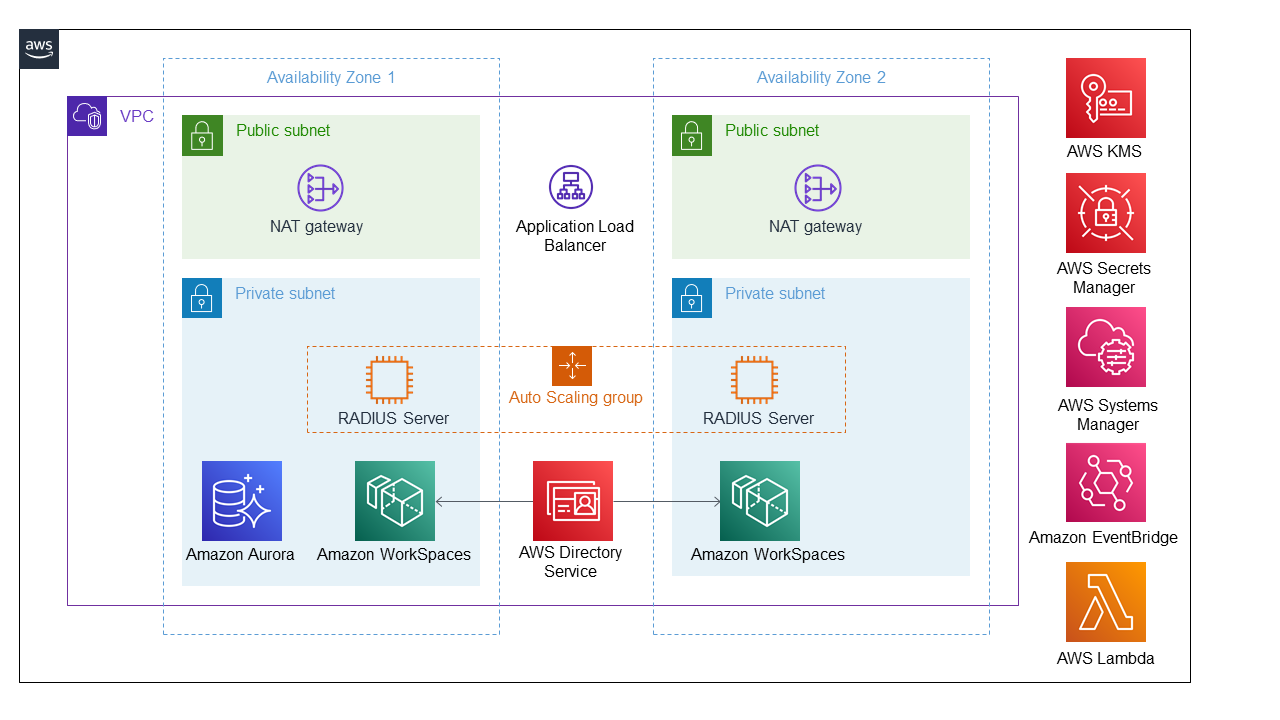 aws
Availability Zone 1
Availability Zone 2
VPC
Public subnet
Public subnet
NAT gateway
Application Load
Balancer
NAT gateway
Private subnet
Private subnet
RADIUS Server
Auto Scaling group
RADIUS Server
Amazon Aurora
Amazon WorkSpaces
AWS Directory
Service
Amazon WorkSpaces
AWS KMS
AWS Secrets
Manager
AWS Systems
Manager
Amazon EventBridge
AWS Lambda